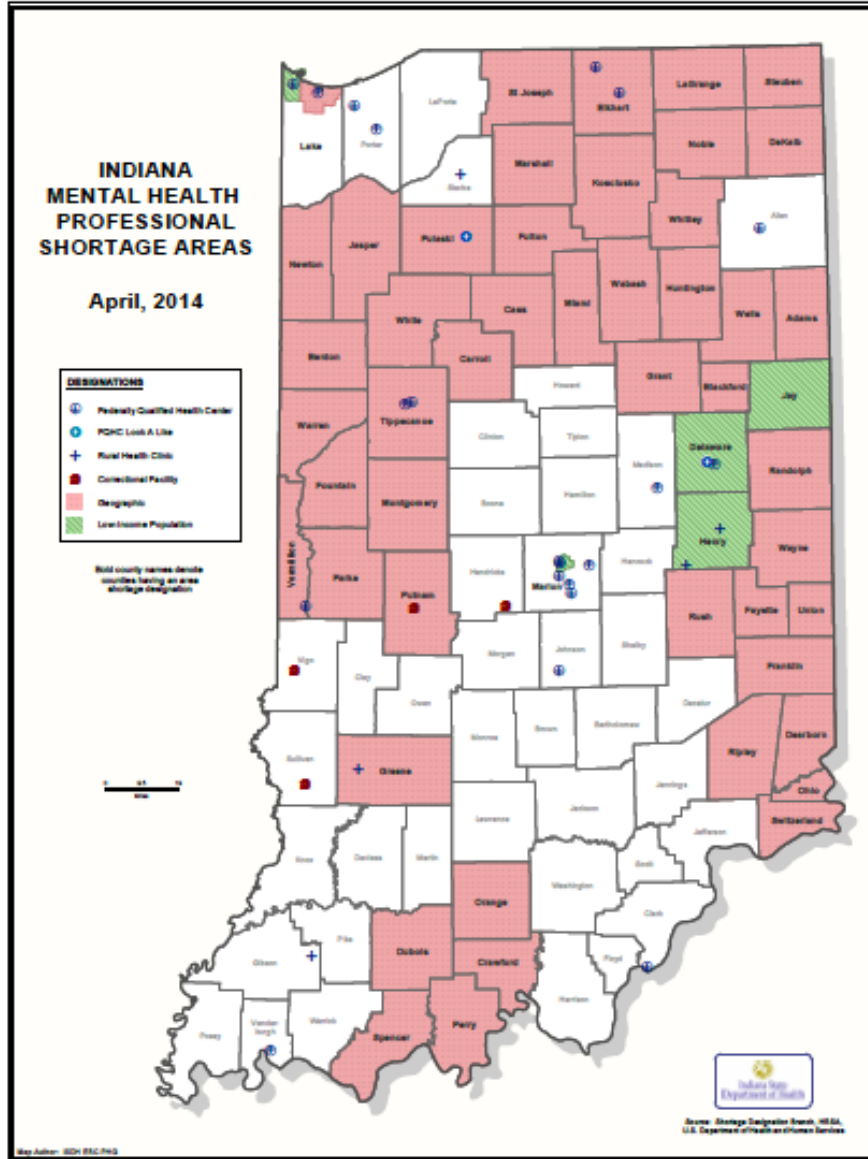 INDIANA
MENTAL HEALTH
PROFESSIONAL
SHORTAGE AREAS
April, 2014
DESIGNATIONS
Federally Qualified Health Center
FQHC Look A Like
Rural Health Clinic
Correctional Facility
Geographic
Low Income Population
Bold county names denote
counties having an area
shortage designation
Lake
Porter
LaPorte
St Joseph
Elkhart
LaGrange
Steuben
Noble
DeKalb
Marshall
Starke
Kosciusko
Whitley
Allen
Newton
Jasper
Pulaski
Fulton
Wabash
Huntington
Miami
Wells
Adams
White
Cass
Carroll
Benton
Howard
Grant
Blackford
Jay
Warren
Tippecanoe
Clinton
Tipton
Madison
Delaware
Randolph
Fountain
Montgomery
Boone
Hamilton
Henry
Wayne
Vermillion
Parke
Putnam
Hendricks
Marion
Hancock
Rush
Fayette
Union
Vigo
Clay
Owen
Morgan
Johnson
Shelby
Franklin
Decatur
Sullivan
Greene
Monroe
Brown
Bartholomew
Ripley
Dearborn
Jennings
Ohio
Switzerland
Jefferson
Knox
Daviess
Martin
Lawrence
Jackson
Scott
Washington
Clark
Orange
Gibson
Pike
Dubois
Crawford
Floyd
Harrison
Posey
Vander
burgh
Warrick
Spencer
Perry
Indiana State
Department of Health
Source: Shortage Designation Branch, HRSA,
U.S. Department of Health and Human Services
Map Author: ISDH ERC PHG